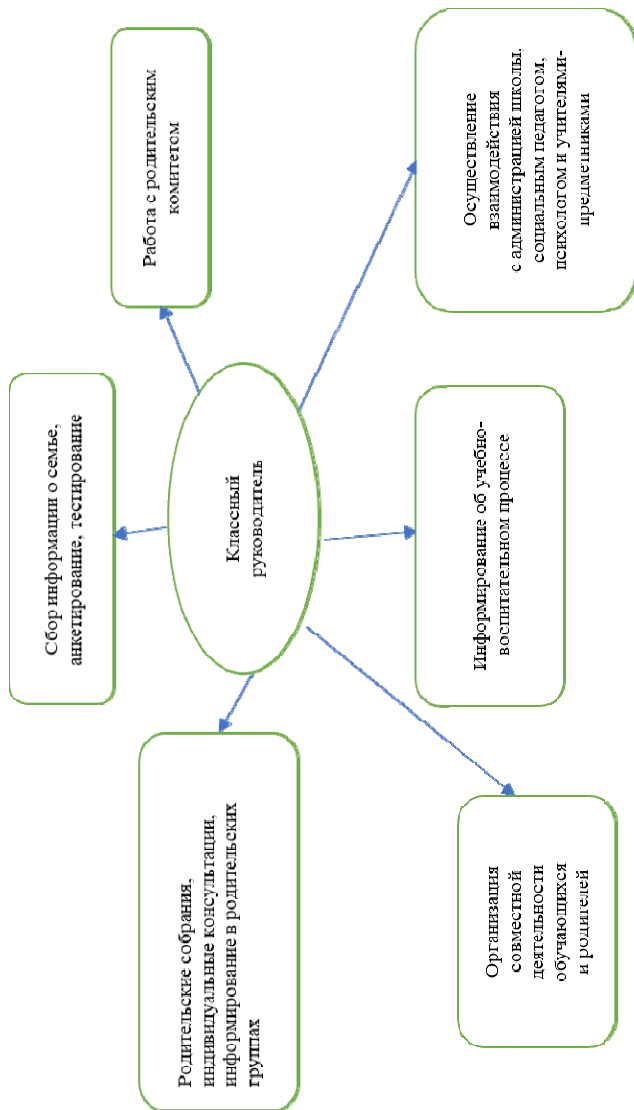 Сбор информации о семье,
анкетирование, тестирование
Родительские собрания,
индивидуальные консультации,
информирование в родительских
группах
Классный
руководитель
Работа с родительским
комитетом
Организация
совместной
деятельности
обучающихся
и родителей
Информирование об учебно-
воспитательном процессе
Осуществление
взаимодействия
с администрацией школы,
социальным педагогом,
психологом и учителями-
предметниками